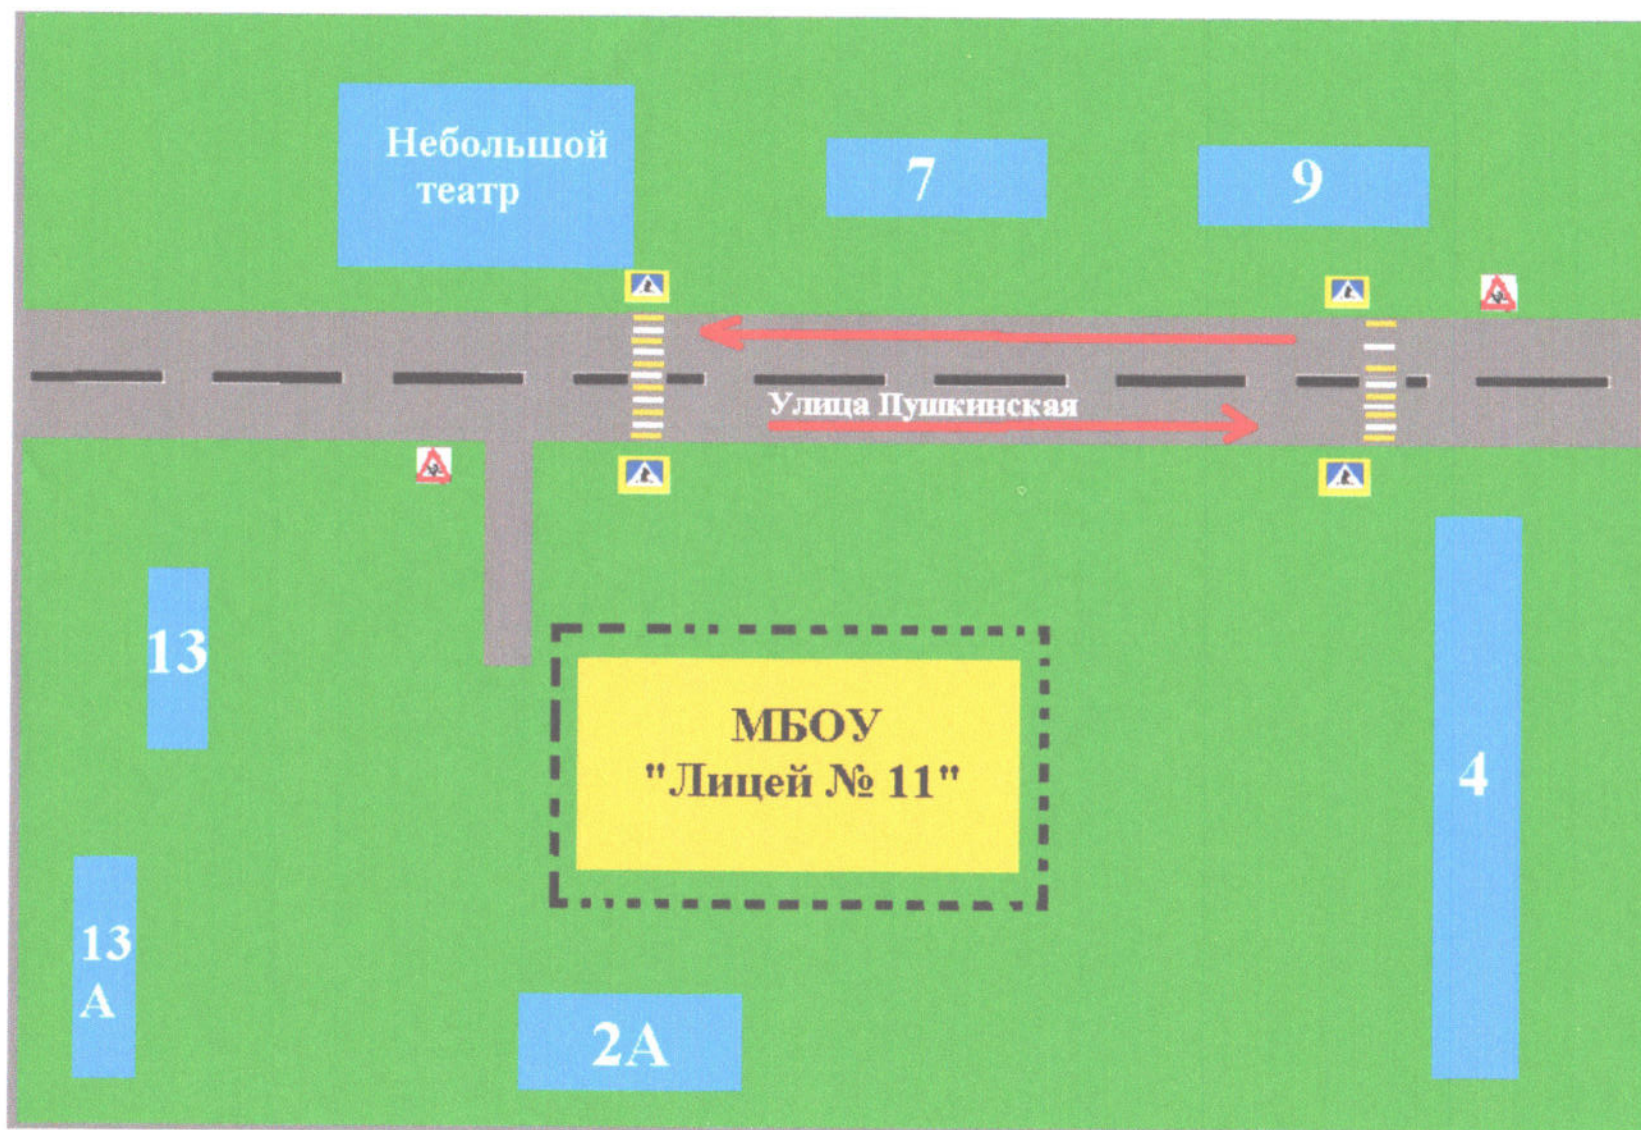 Небольшой
театр
7
9
Улица Пушкинская
13
МБОУ
"Лицей № 11"
4
13
А
2А